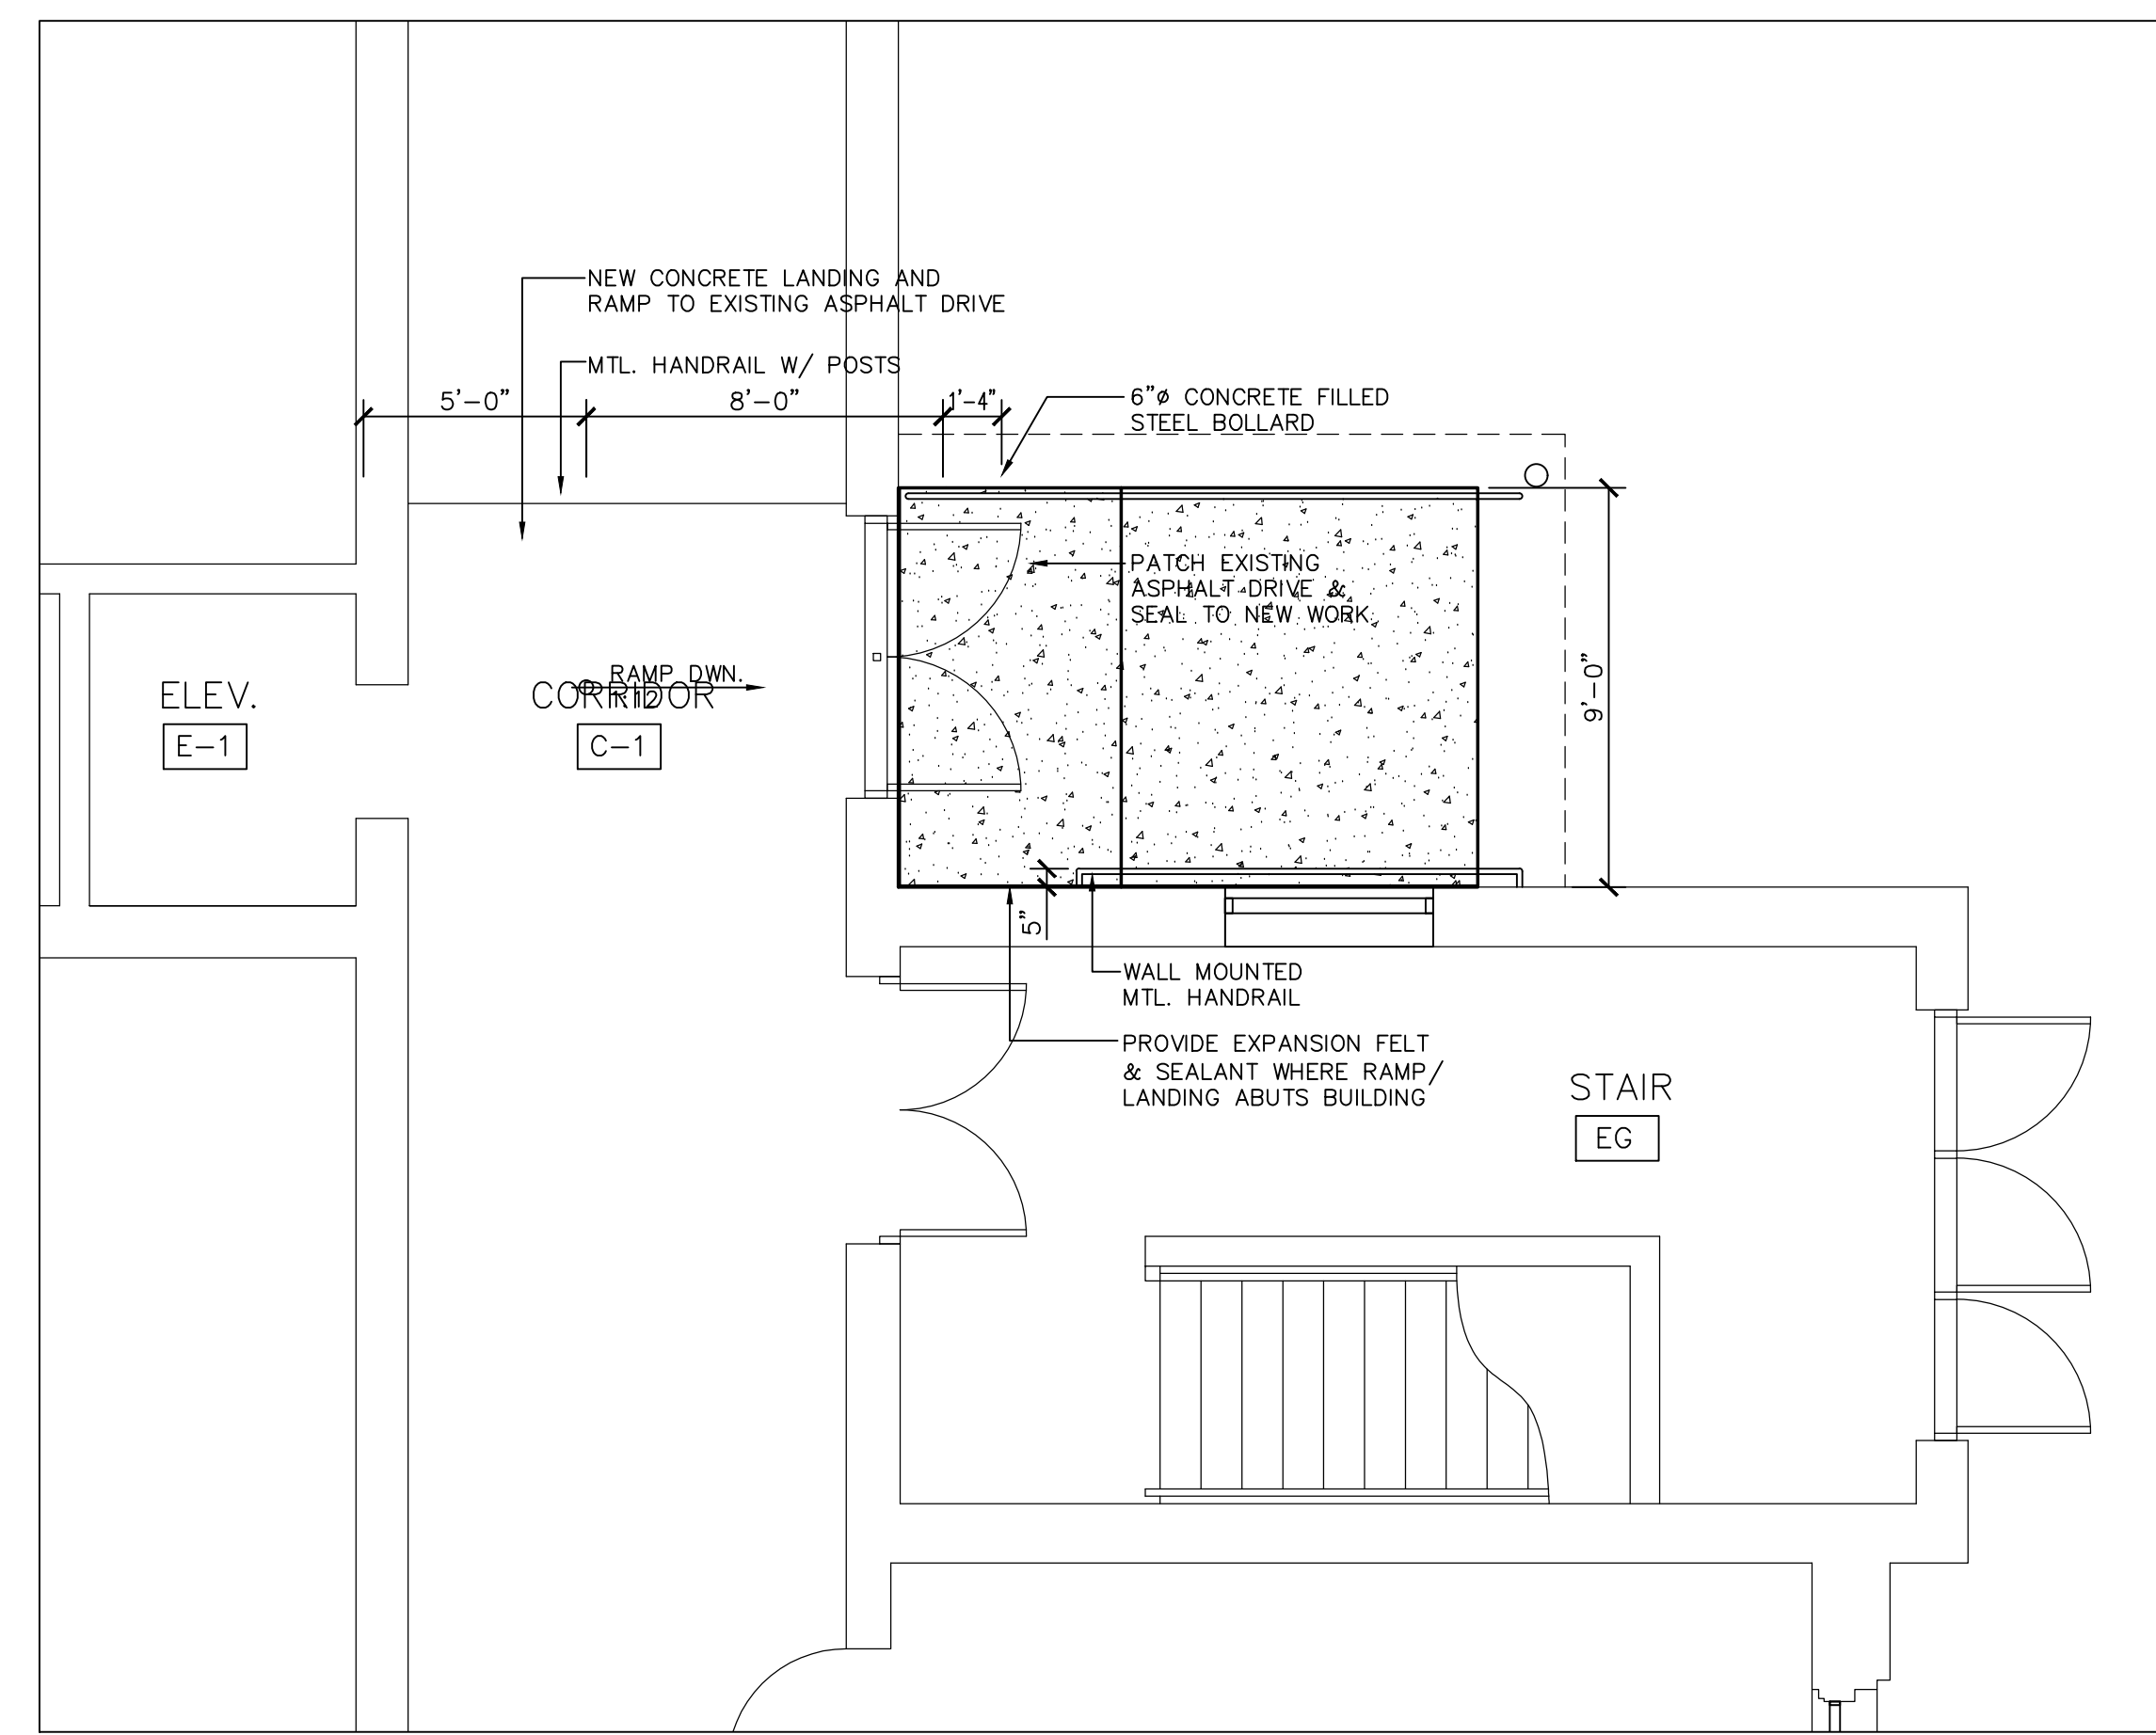 NEW CONCRETE LANDING AND
RAMP TO EXISTING ASPHALT DRIVE
MTL. HANDRAIL W/ POSTS
5'-0"
8'-0"
1'-4"
6"ø CONCRETE FILLED
STEEL BOLLARD
PATCH EXISTING
ASPHALT DRIVE &
SEAL TO NEW WORK
9'-0"
RAMP DWN.
1:12
ELEV.
E-1
CORRIDOR
C-1
5"
WALL MOUNTED
MTL. HANDRAIL
PROVIDE EXPANSION FELT
& SEALANT WHERE RAMP/
LANDING ABUTS BUILDING
STAIR
EG